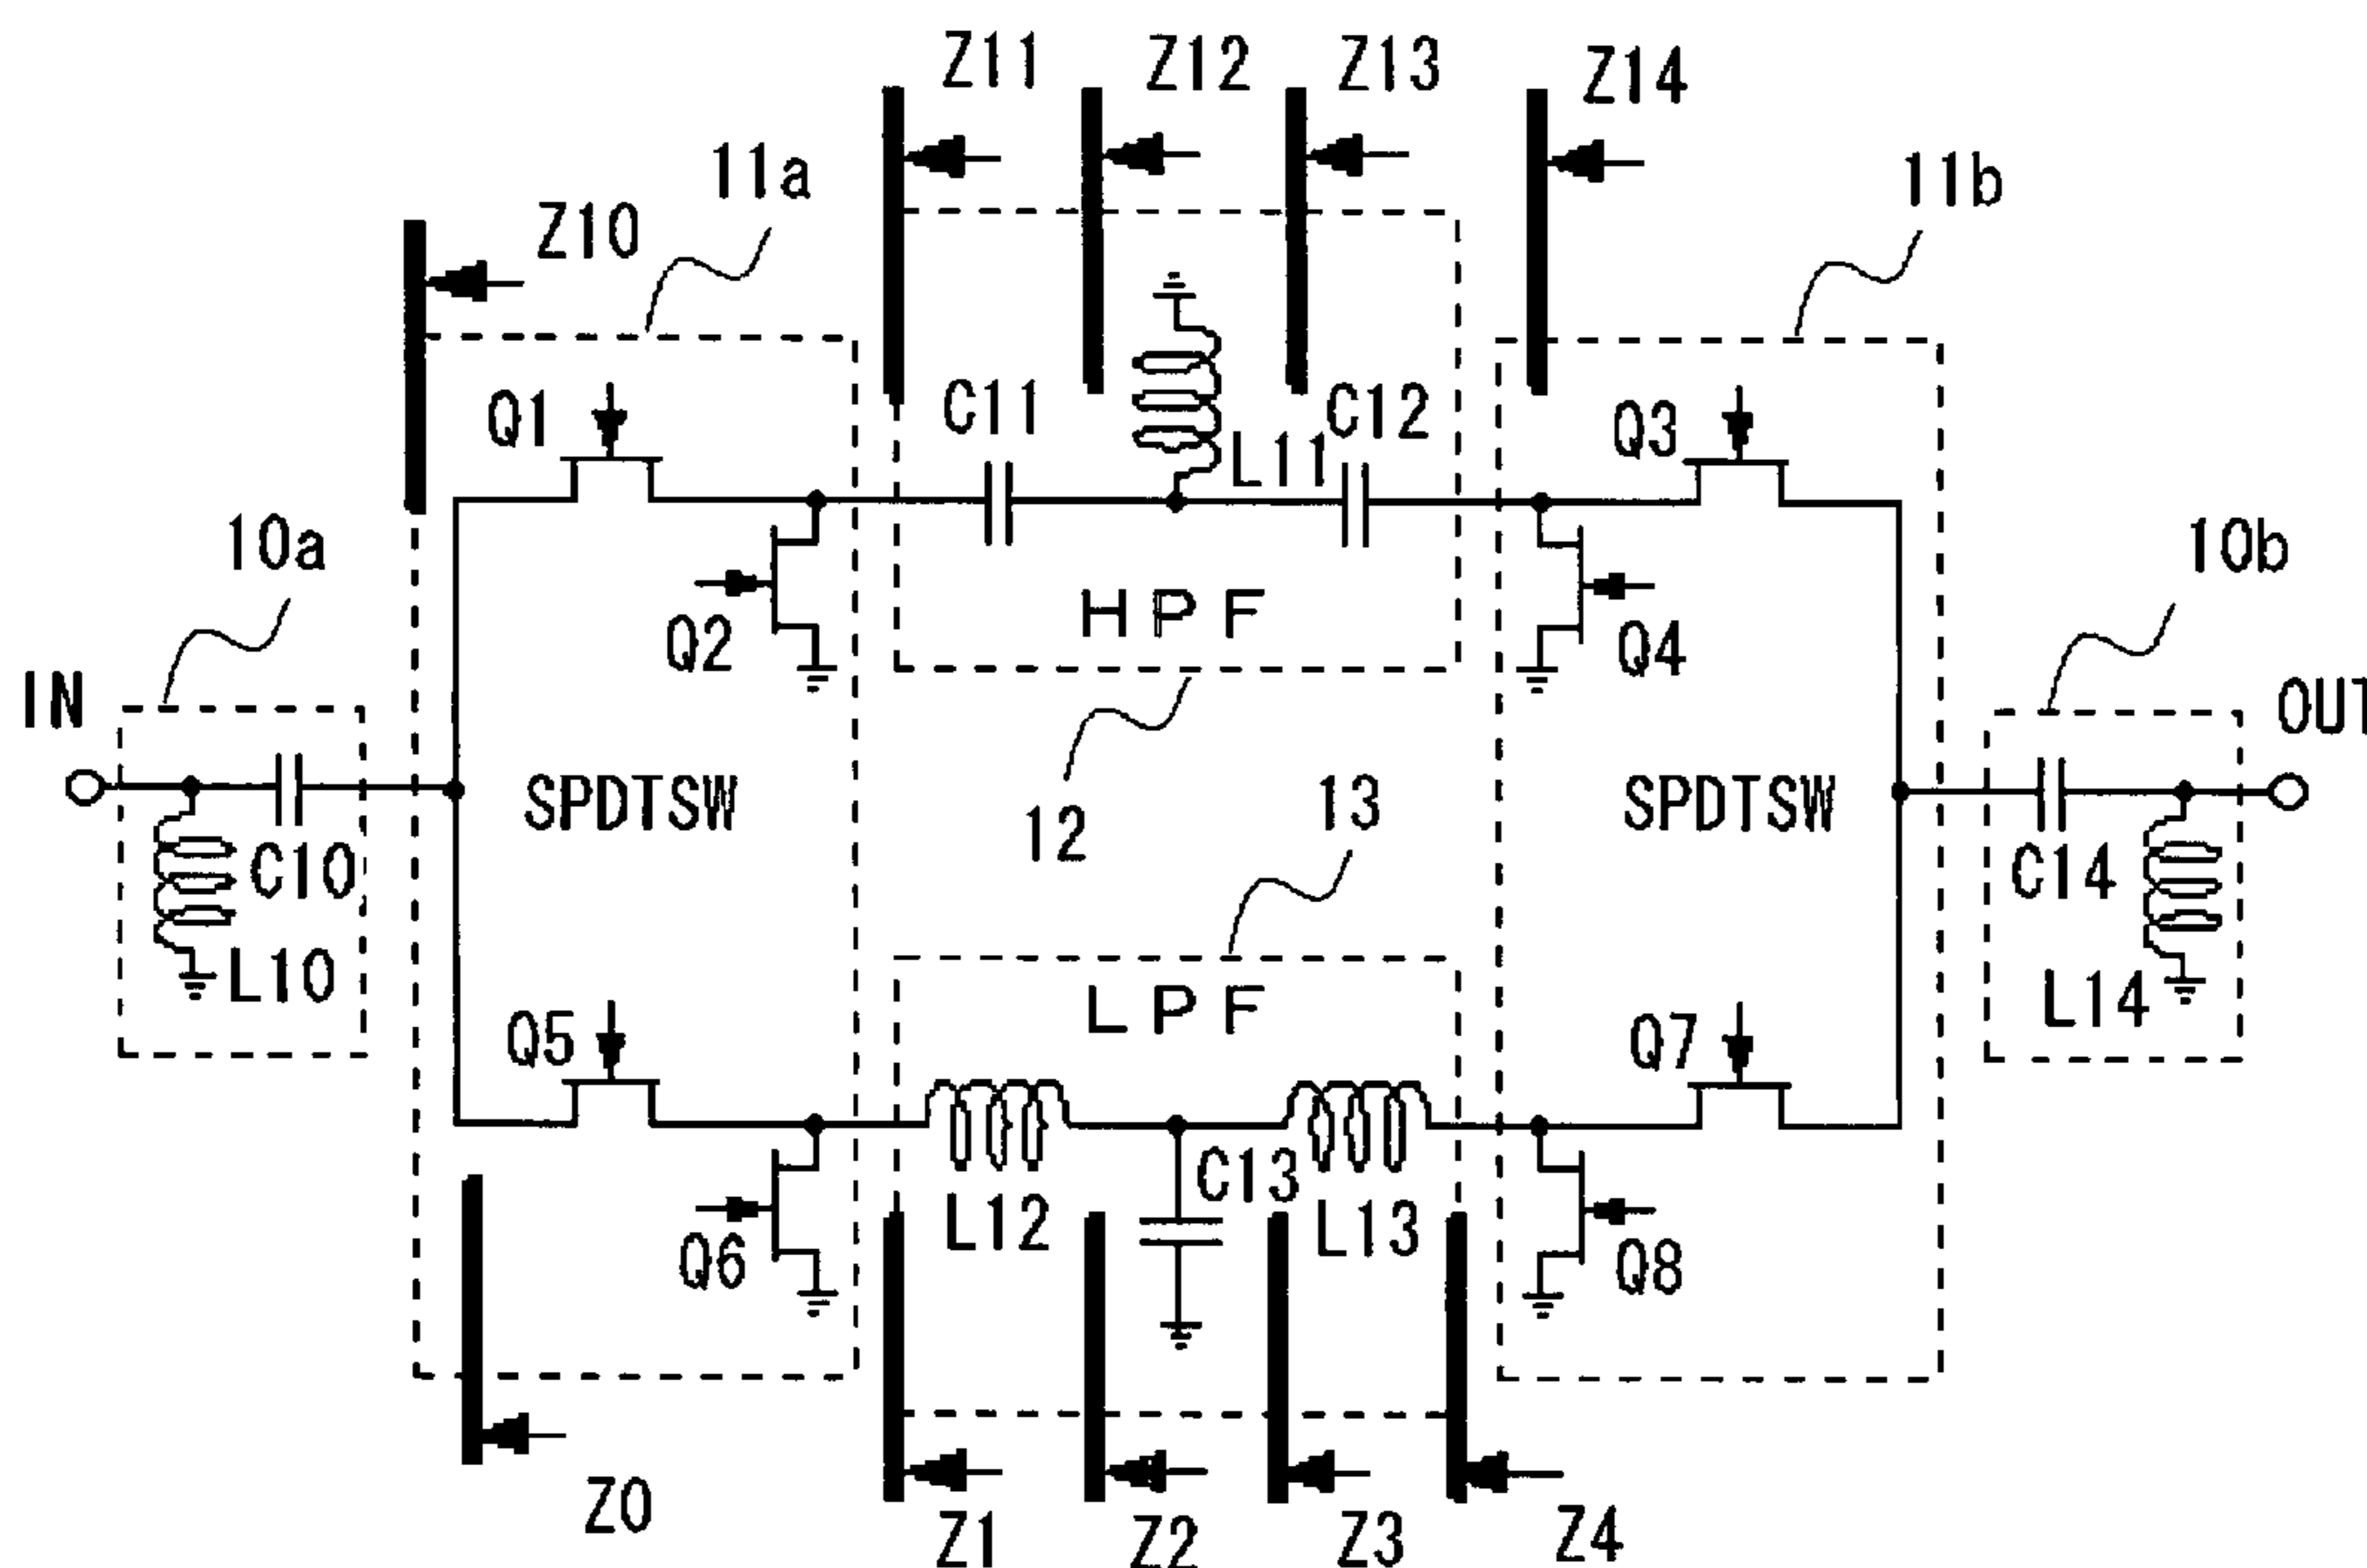 Z11
Z12
Z13
Z14
11a
11b
Z10
Q1
C11
L11
C12
Q3
10a
10b
Q2
HPF
Q4
IN
OUT
SPDTSW
12
13
SPDTSW
C10
C14
L10
LPF
L14
Q5
Q7
C13
L12
L13
Q6
Q8
Z0
Z1
Z2
Z3
Z4